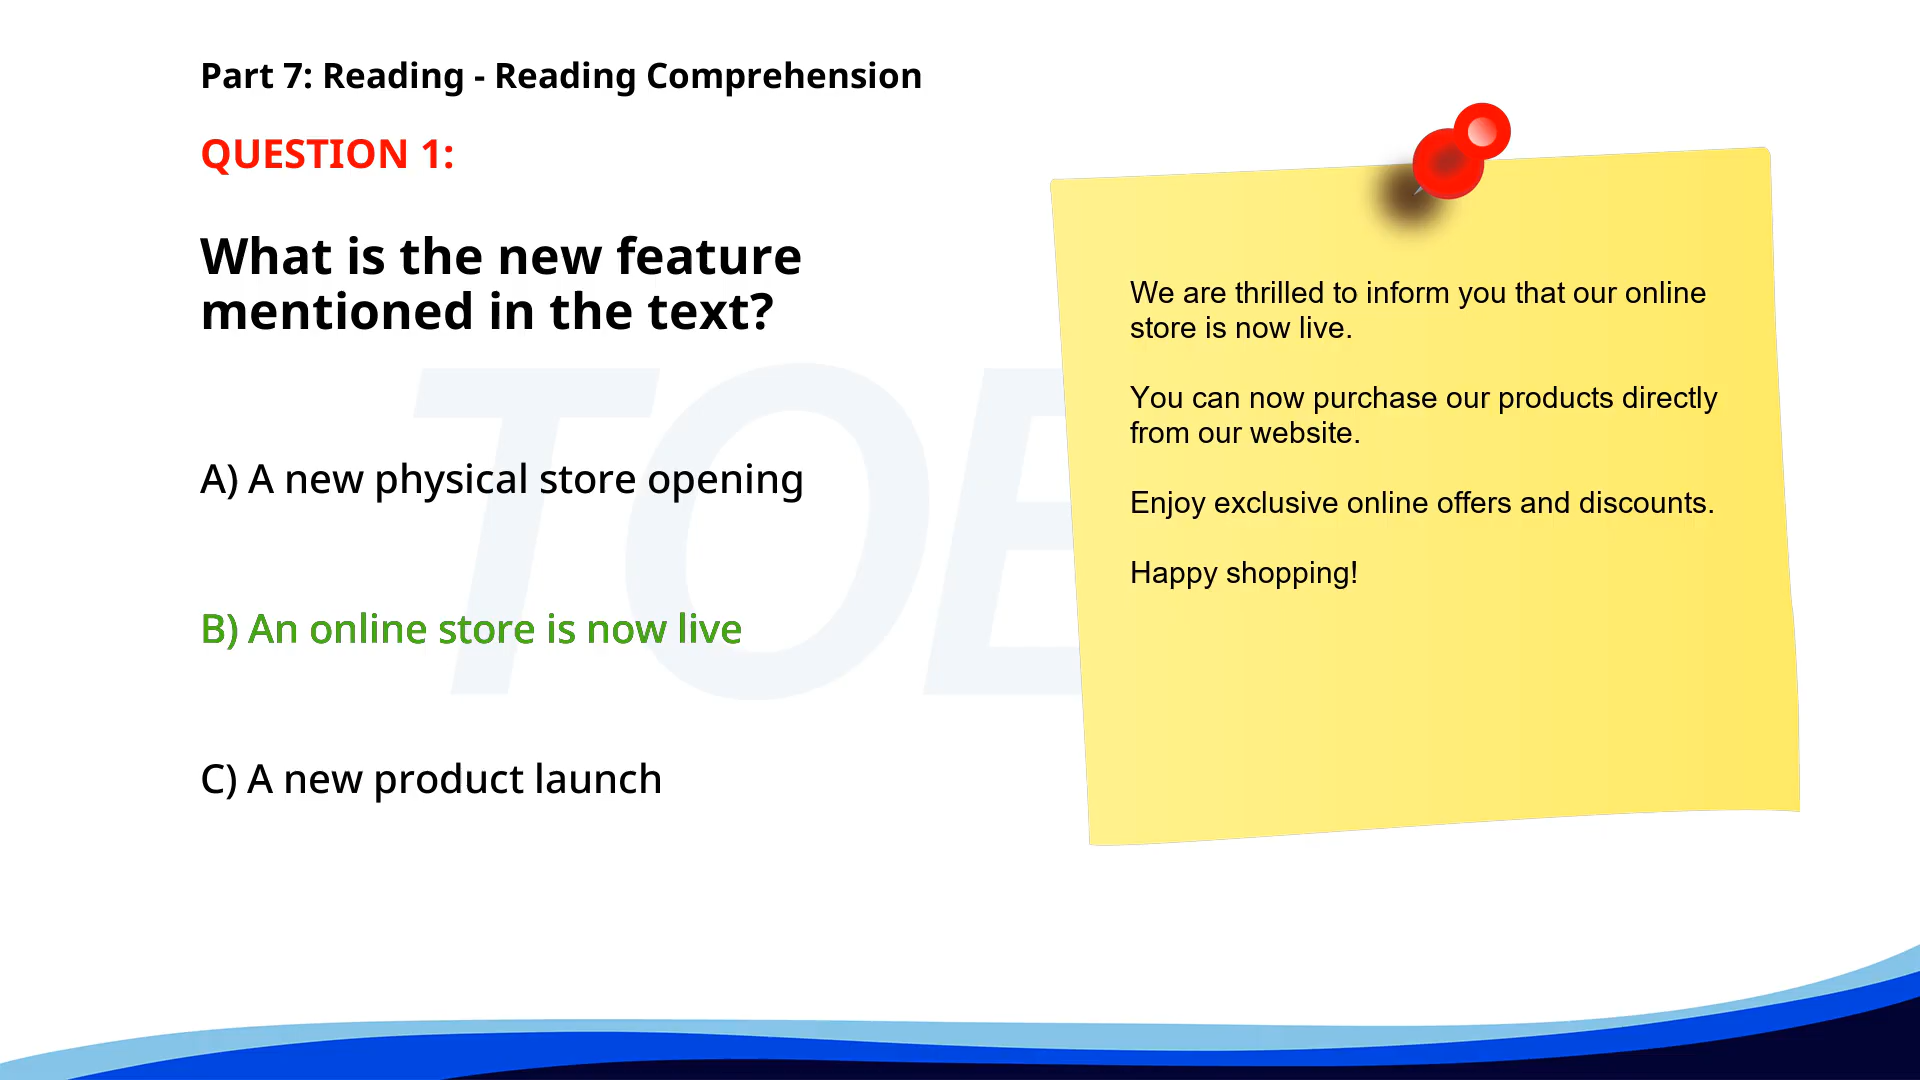 Part 7: Reading - Reading Comprehension
QUESTION 1:
What is the new feature
mentioned in the text?
A) A new physical store opening
B) An online store is now live
C) A new product launch
We are thrilled to inform you that our online
store is now live.
You can now purchase our products directly
from our website.
Enjoy exclusive online offers and discounts.
Happy shopping!
TOE